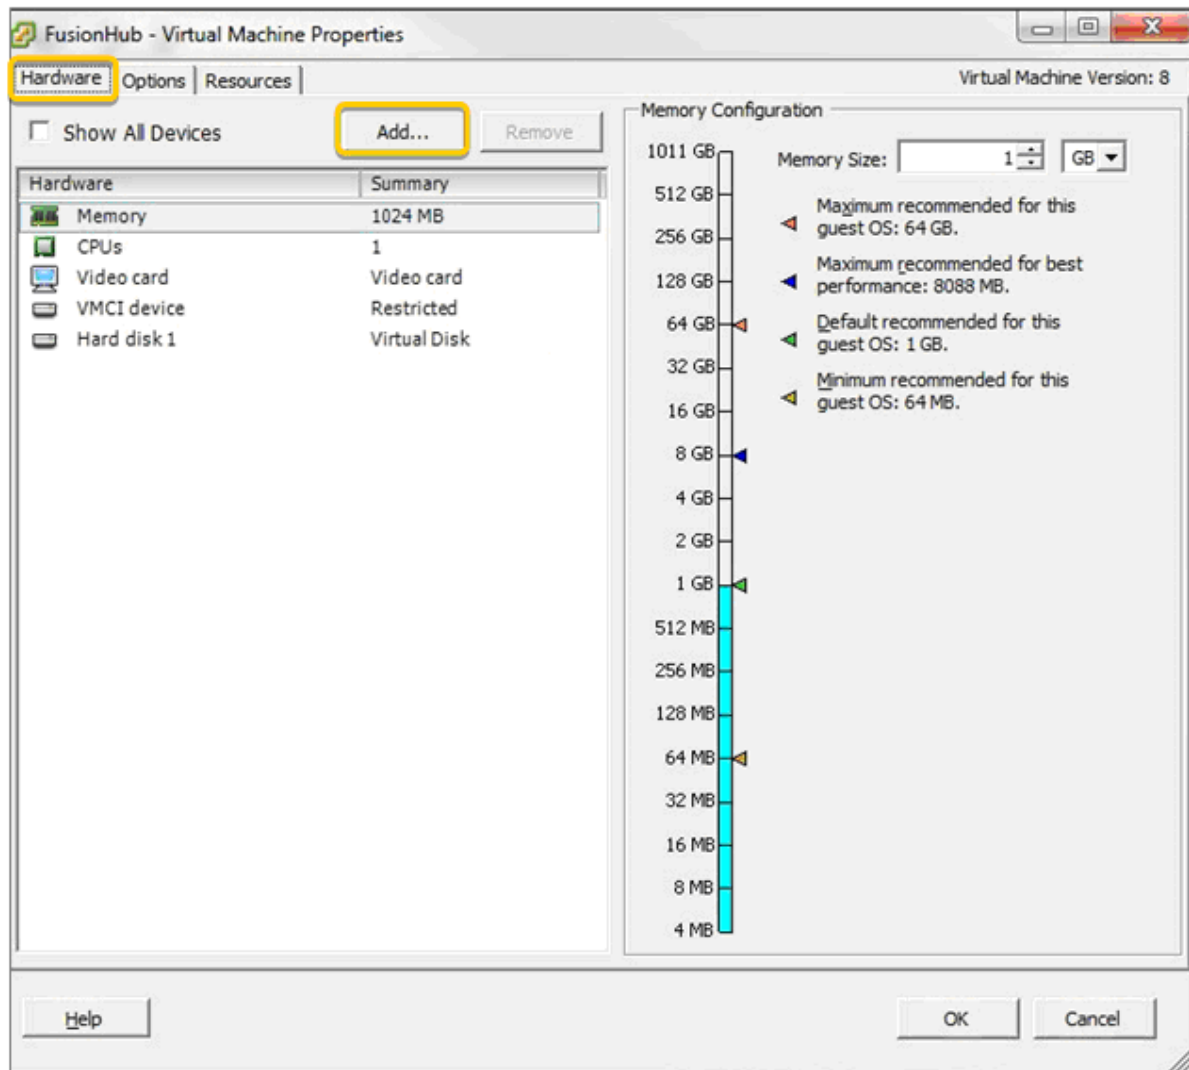 FusionHub - Virtual Machine Properties
Hardware Options Resources Virtual Machine Version: 8
Show All Devices Add... Remove
Hardware Summary
Memory 1024 MB
CPUs 1
Video card Video card
VMCI device Restricted
Hard disk 1 Virtual Disk
Memory Configuration
Memory Size: 1 GB
1011 GB
512 GB
256 GB
128 GB
64 GB
32 GB
16 GB
8 GB
4 GB
2 GB
1 GB
512 MB
256 MB
128 MB
64 MB
32 MB
16 MB
8 MB
4 MB
Maximum recommended for this
guest OS: 64 GB.
Maximum recommended for best
performance: 8088 MB.
Default recommended for this
guest OS: 1 GB.
Minimum recommended for this
guest OS: 64 MB.
Help OK Cancel